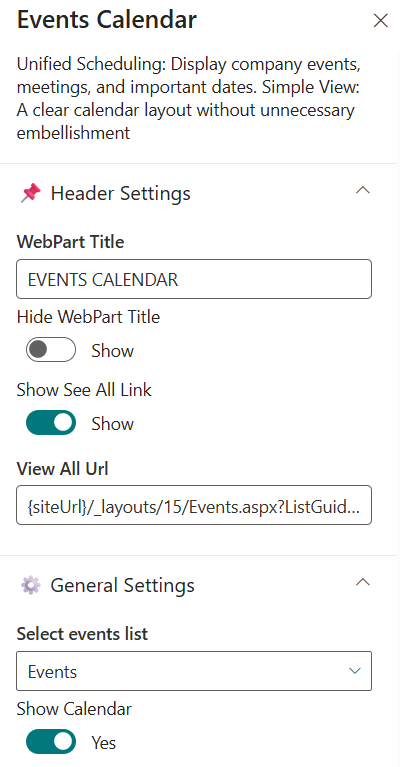 Events Calendar
Unified Scheduling: Display company events,
meetings, and important dates. Simple View:
A clear calendar layout without unnecessary
embellishment
Header Settings
WebPart Title
EVENTS CALENDAR
Hide WebPart Title
Show
Show See All Link
Show
View All Url
{siteUrl}/_layouts/15/Events.aspx?ListGuid...
General Settings
Select events list
Events
Show Calendar
Yes